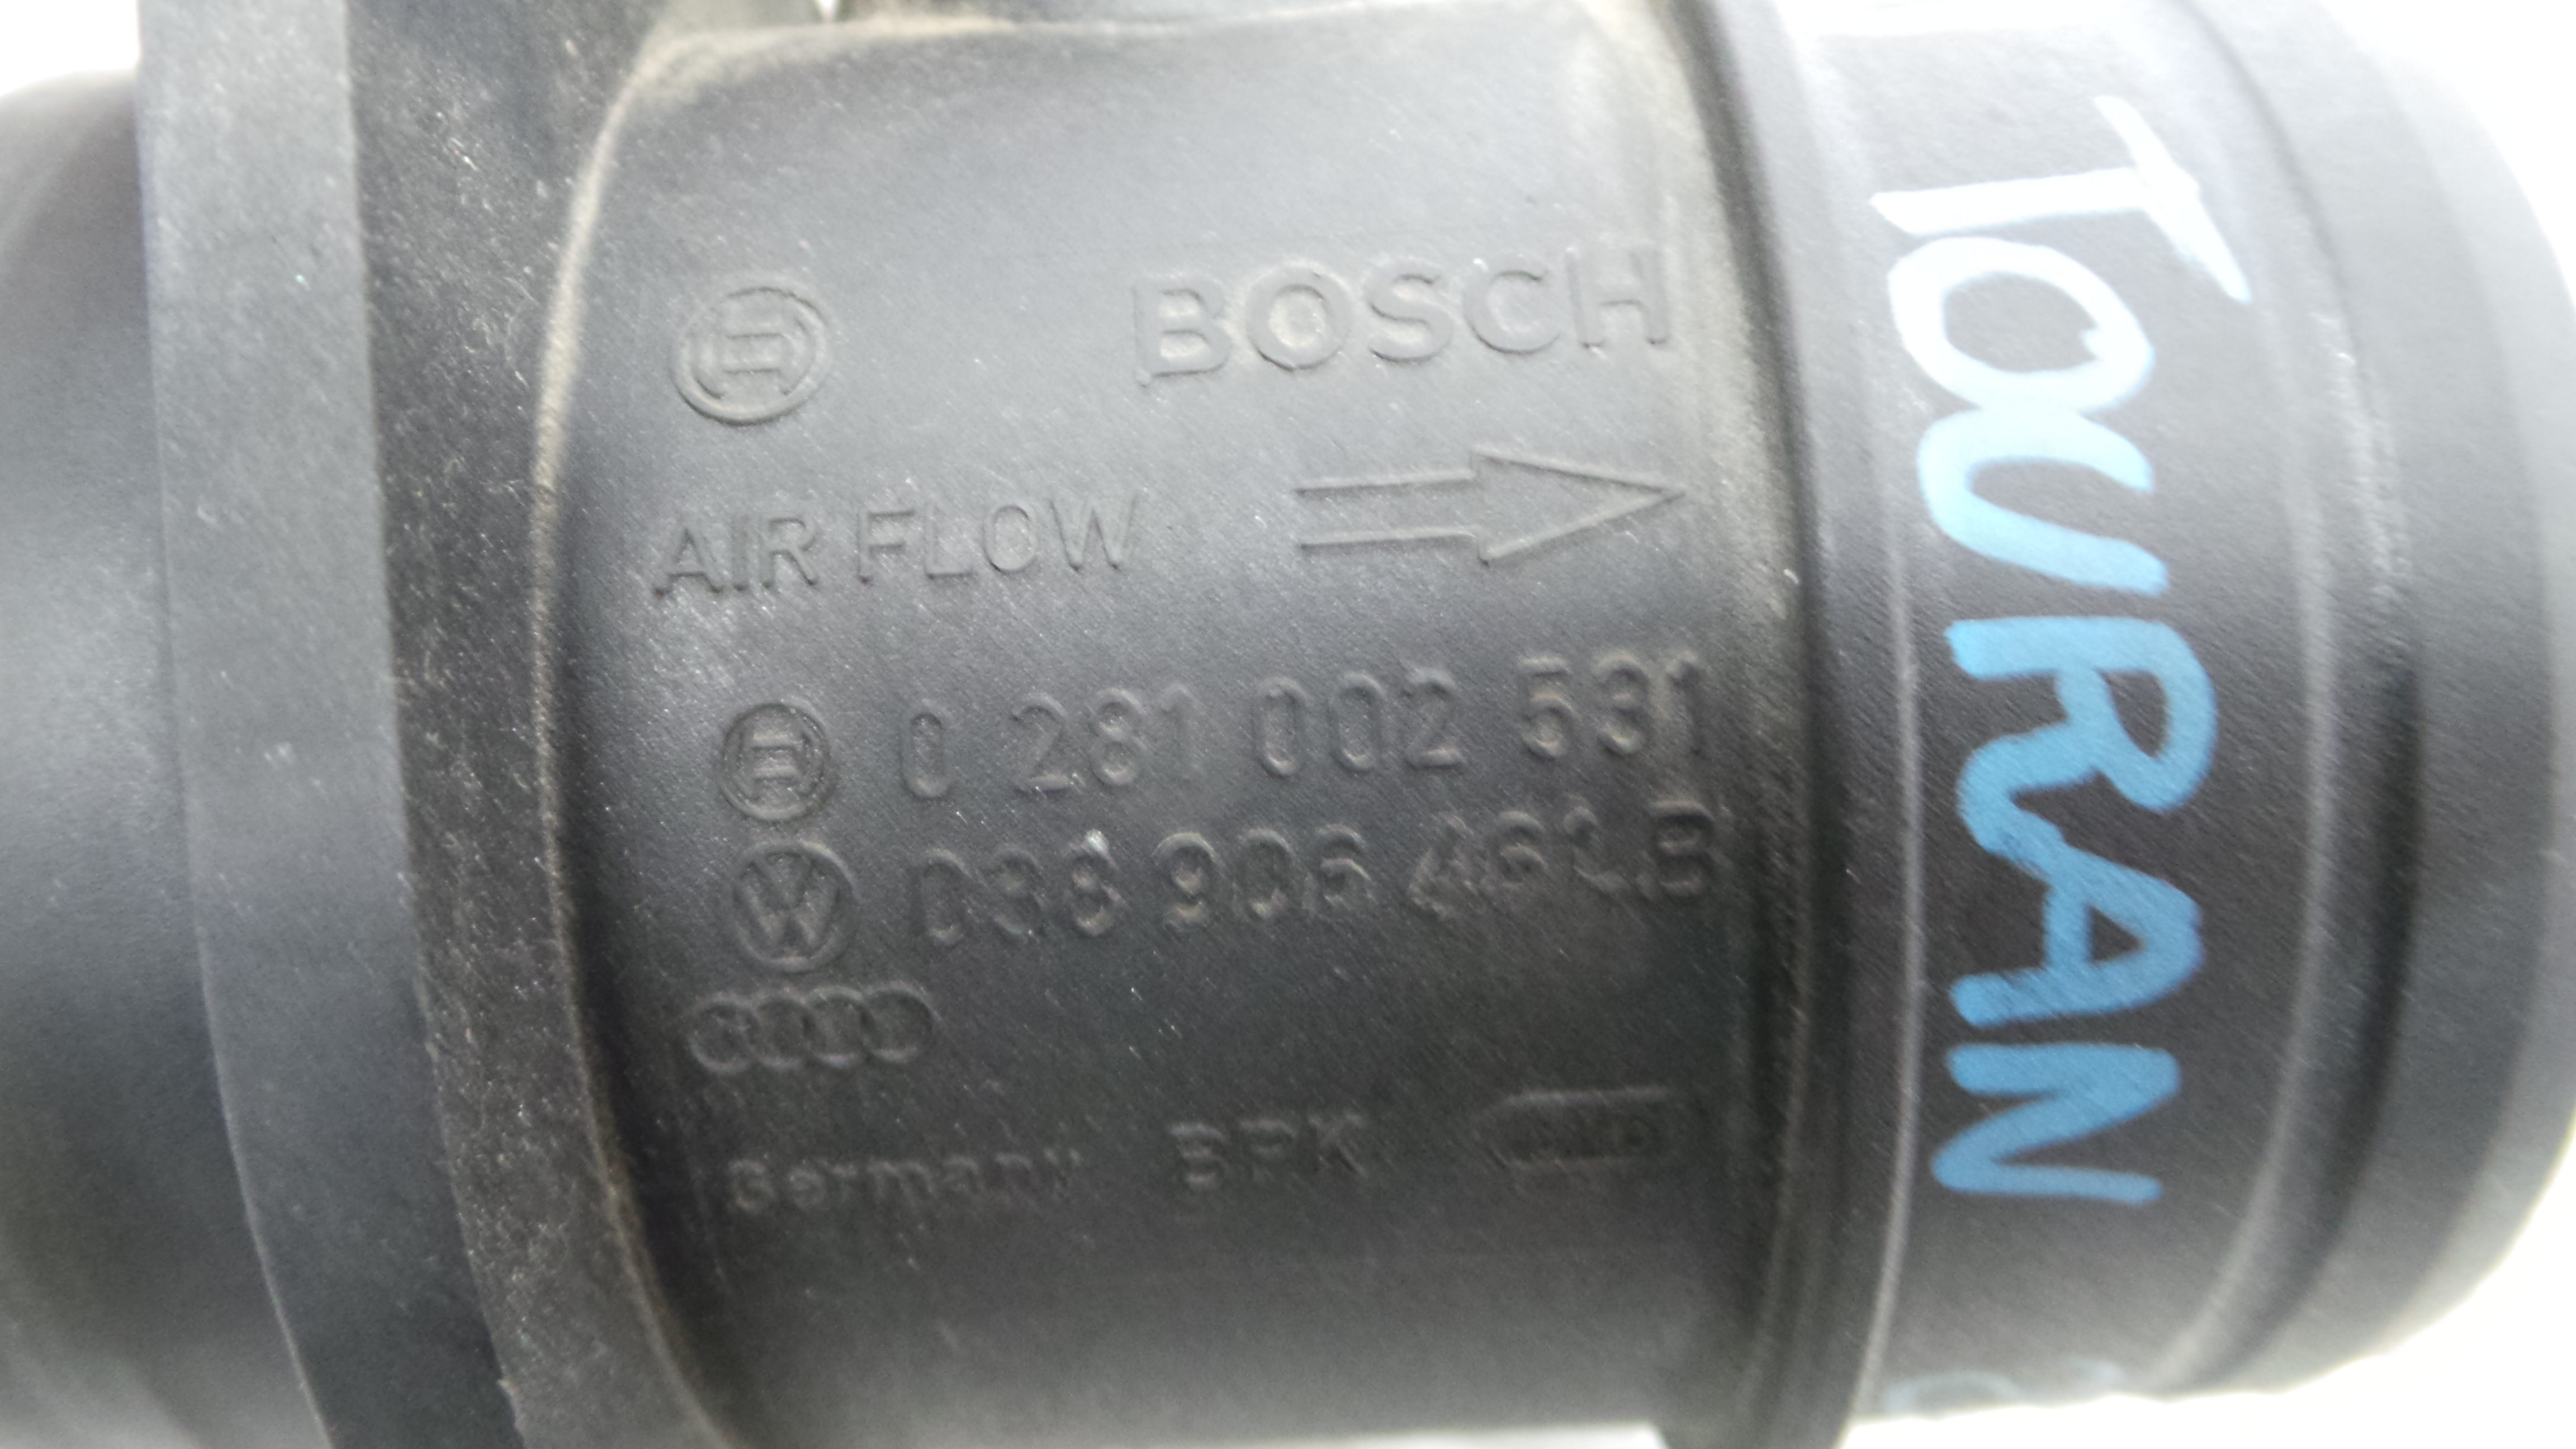 BOSCH
AIR FLOW
0 281 002 531
038 906 461 B
Germany
TOURAN